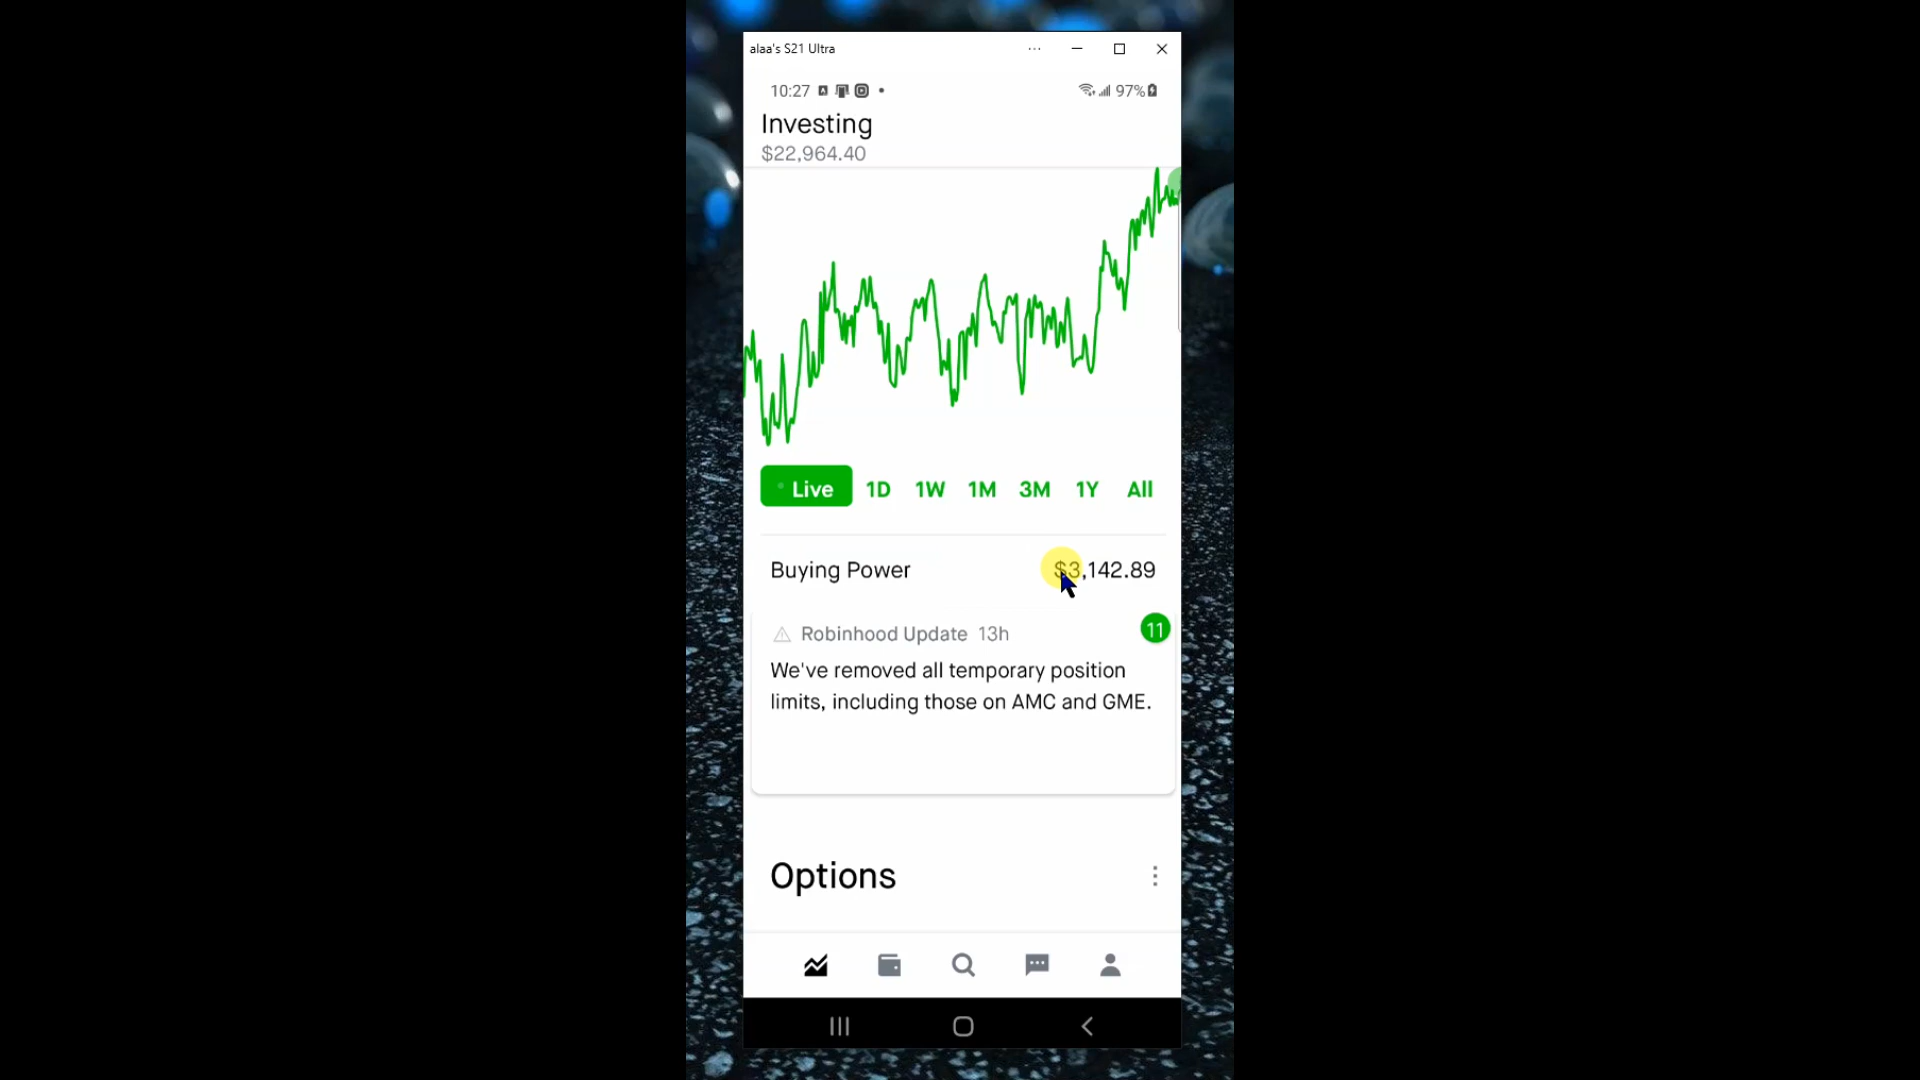 alaa's S21 Ultra
10:27
97%
Investing
$22,964.40
Live 1D 1W 1M 3M 1Y All
Buying Power $3,142.89
Robinhood Update 13h
11
We've removed all temporary position
limits, including those on AMC and GME.
Options